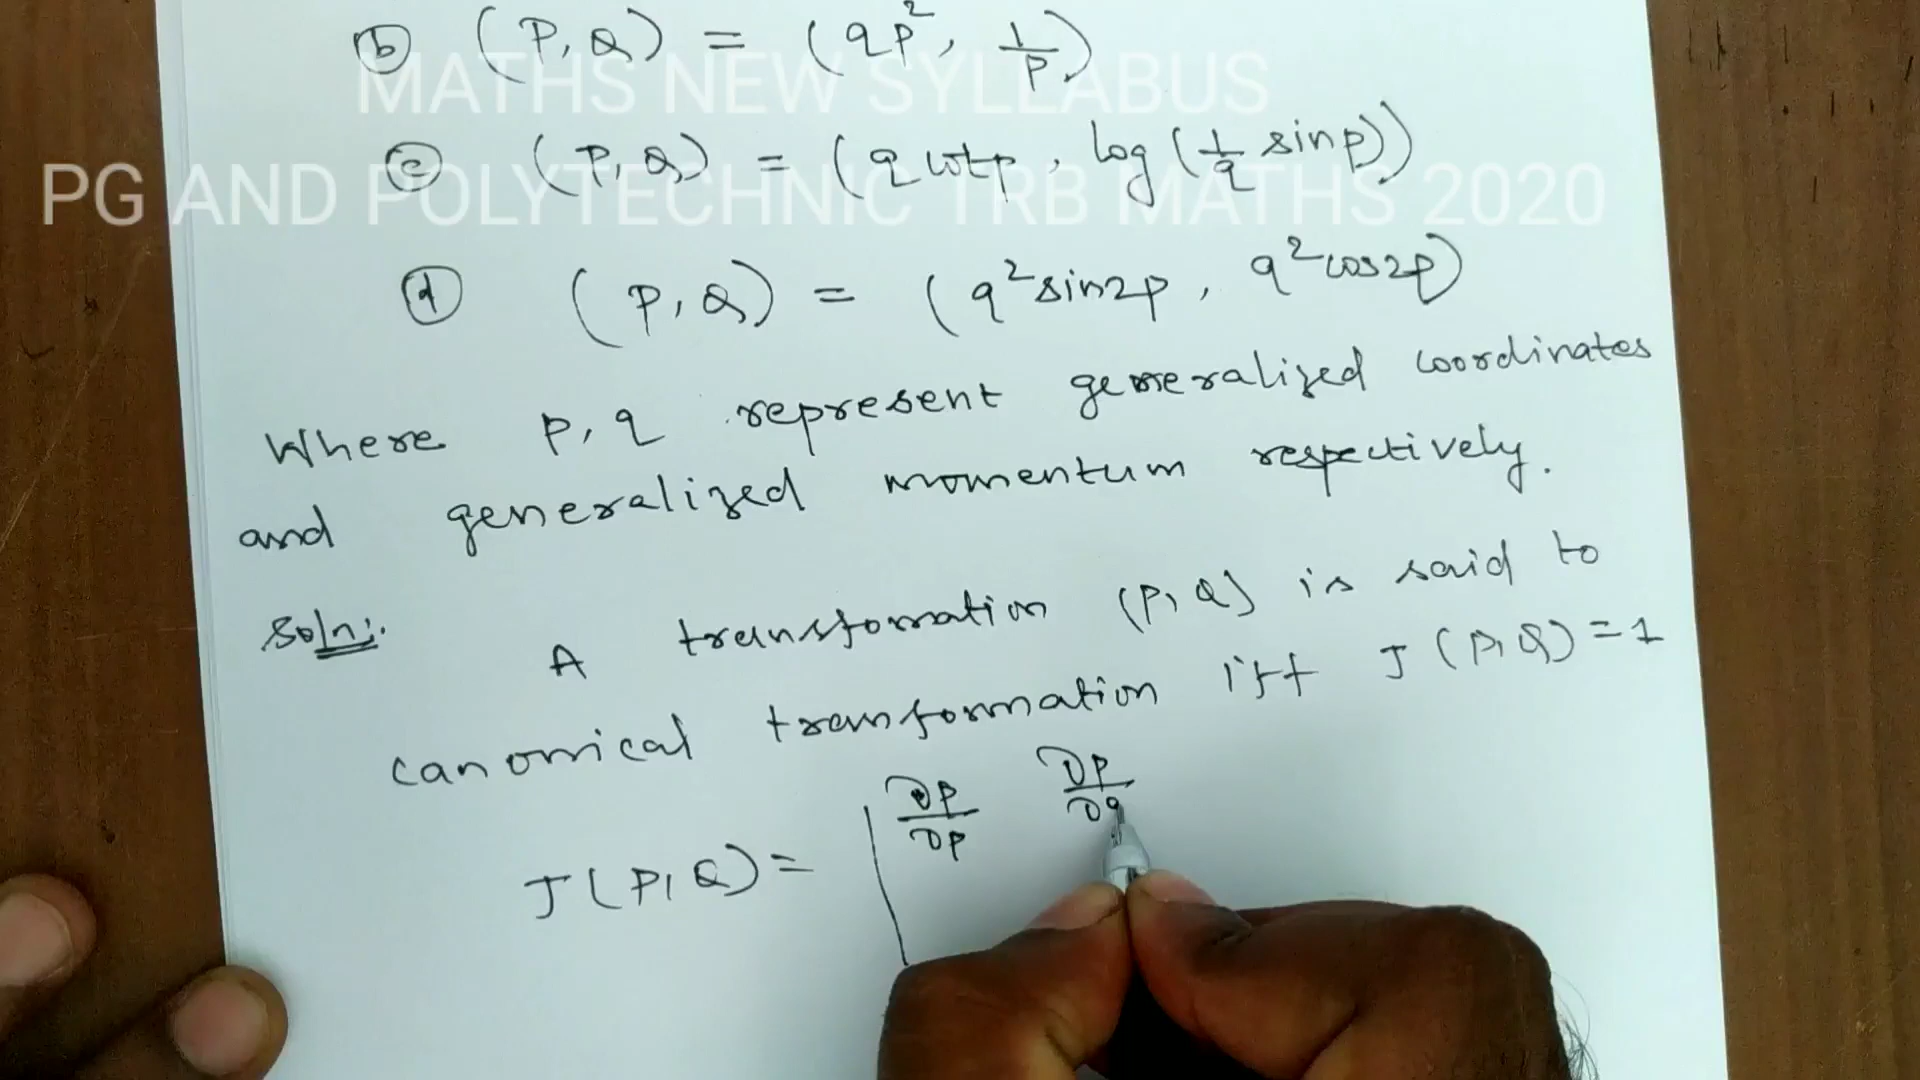 ⓑ (P, Q) = (qp², 1/p)
MATHS NEW SYLLABUS
ⓒ (P, Q) = (q cot p, log (1/q sin p))
PG AND POLYTECHNIC TRB MATHS 2020
ⓓ (P, Q) = (q² sin 2p, q² cos 2p)
Where p, q represent generalized coordinates
and generalized momentum respectively.
Soln:. A transformation (P, Q) is said to
canonical transformation iff J (P, Q) = 1
J (P, Q) = | ∂P/∂p ∂P/∂q